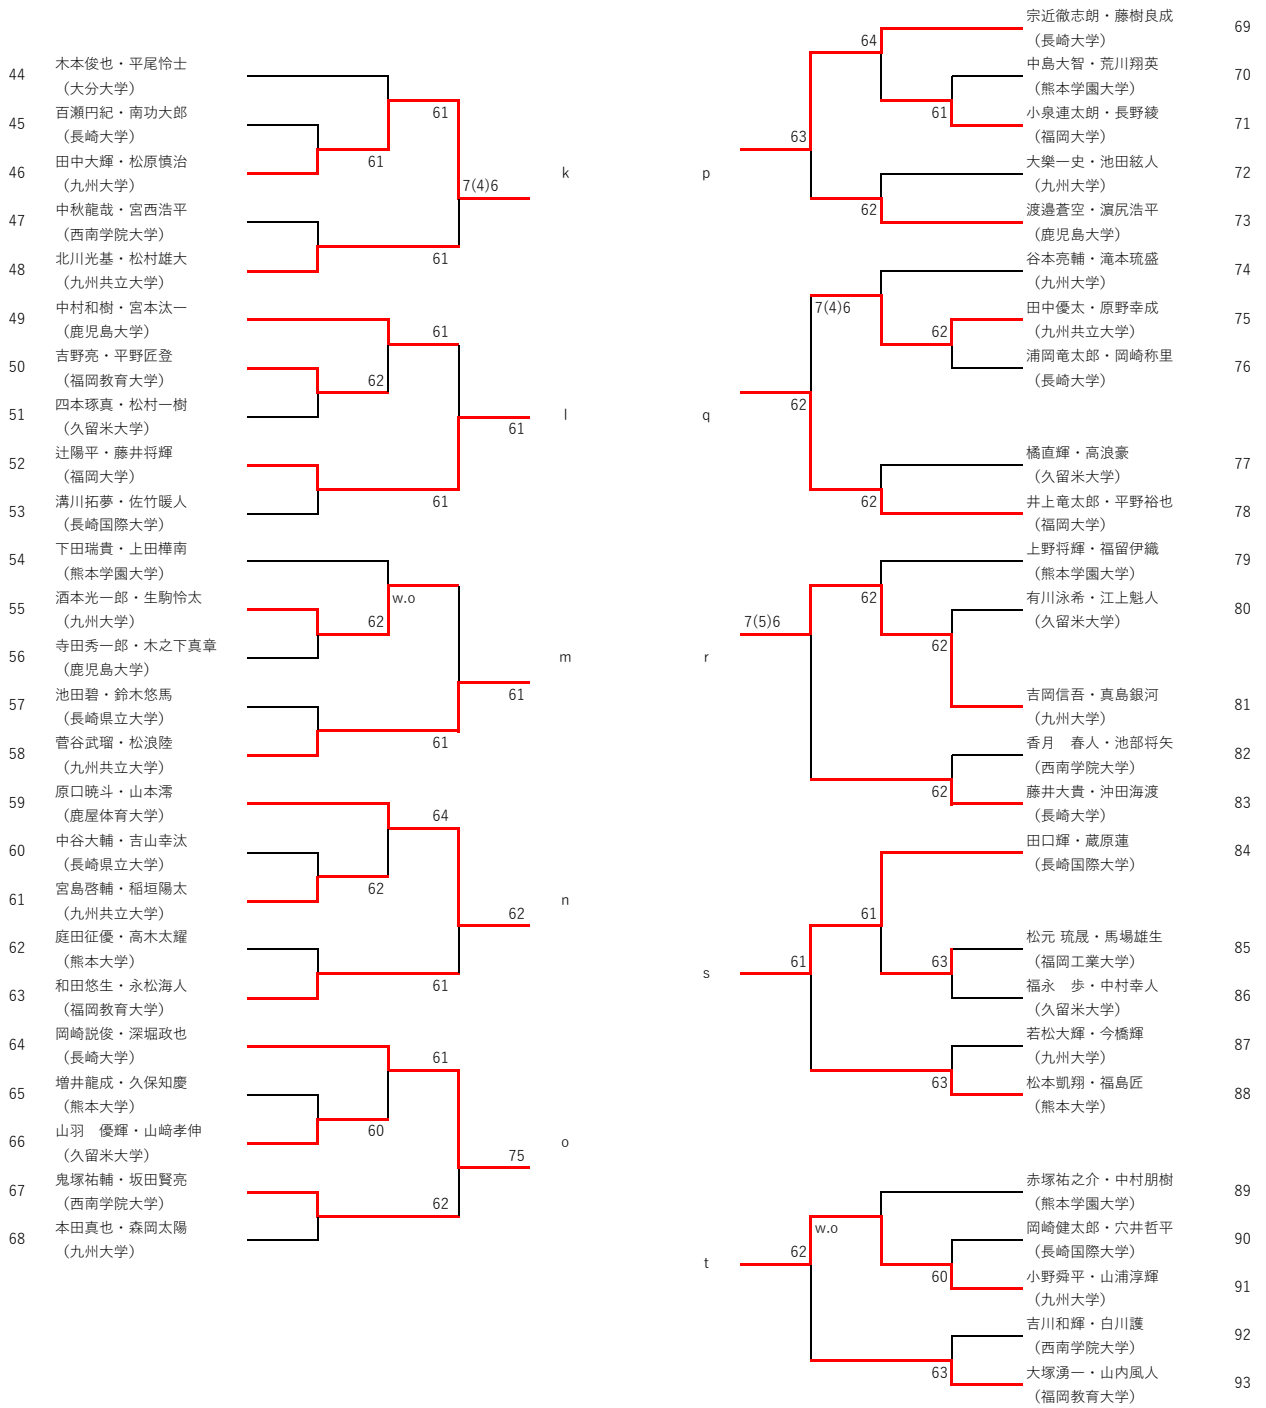 44 木本俊也・平尾怜士
（大分大学）
45 百瀬円紀・南功大郎
（長崎大学）
61
61
46 田中大輝・松原慎治
（九州大学）
7(4)6
k
47 中秋龍哉・宮西浩平
（西南学院大学）
48 北川光基・松村雄大
（九州共立大学）
61
49 中村和樹・宮本汰一
（鹿児島大学）
61
50 吉野亮・平野匠登
（福岡教育大学）
62
51 四本琢真・松村一樹
（久留米大学）
l
61
52 辻陽平・藤井将輝
（福岡大学）
53 溝川拓夢・佐竹暖人
（長崎国際大学）
61
54 下田瑞貴・上田樺南
（熊本学園大学）
w.o
55 酒本光一郎・生駒怜太
（九州大学）
62
56 寺田秀一郎・木之下真章
（鹿児島大学）
m
61
57 池田碧・鈴木悠馬
（長崎県立大学）
58 菅谷武瑠・松浪陸
（九州共立大学）
61
59 原口暁斗・山本澪
（鹿屋体育大学）
64
60 中谷大輔・吉山幸汰
（長崎県立大学）
62
61 宮島啓輔・稲垣陽太
（九州共立大学）
62
n
62 庭田征優・高木太耀
（熊本大学）
63 和田悠生・永松海人
（福岡教育大学）
61
64 岡崎説俊・深堀政也
（長崎大学）
61
65 増井龍成・久保知慶
（熊本大学）
60
66 山羽　優輝・山﨑孝伸
（久留米大学）
75
o
67 鬼塚祐輔・坂田賢亮
（西南学院大学）
62
68 本田真也・森岡太陽
（九州大学）
宗近徹志朗・藤樹良成 69
（長崎大学）
64
中島大智・荒川翔英 70
（熊本学園大学）
61
小泉連太朗・長野綾 71
（福岡大学）
63
p
大樂一史・池田絃人 72
（九州大学）
62
渡邉蒼空・濵尻浩平 73
（鹿児島大学）
谷本亮輔・滝本琉盛 74
（九州大学）
7(4)6
田中優太・原野幸成 75
（九州共立大学）
62
浦岡竜太郎・岡崎称里 76
（長崎大学）
62
q
橘直輝・高浪豪 77
（久留米大学）
62
井上竜太郎・平野裕也 78
（福岡大学）
上野将輝・福留伊織 79
（熊本学園大学）
62
有川泳希・江上魁人 80
（久留米大学）
7(5)6
62
r
吉岡信吾・真島銀河 81
（九州大学）
香月　春人・池部将矢 82
（西南学院大学）
62
藤井大貴・沖田海渡 83
（長崎大学）
田口輝・蔵原蓮 84
（長崎国際大学）
61
松元 琉晟・馬場雄生 85
（福岡工業大学）
61
63
s
福永　歩・中村幸人 86
（久留米大学）
若松大輝・今橋輝 87
（九州大学）
63
松本凱翔・福島匠 88
（熊本大学）
赤塚祐之介・中村朋樹 89
（熊本学園大学）
w.o
岡崎健太郎・穴井哲平 90
（長崎国際大学）
62
t
60
小野舜平・山浦淳輝 91
（九州大学）
吉川和輝・白川護 92
（西南学院大学）
63
大塚湧一・山内風人 93
（福岡教育大学）